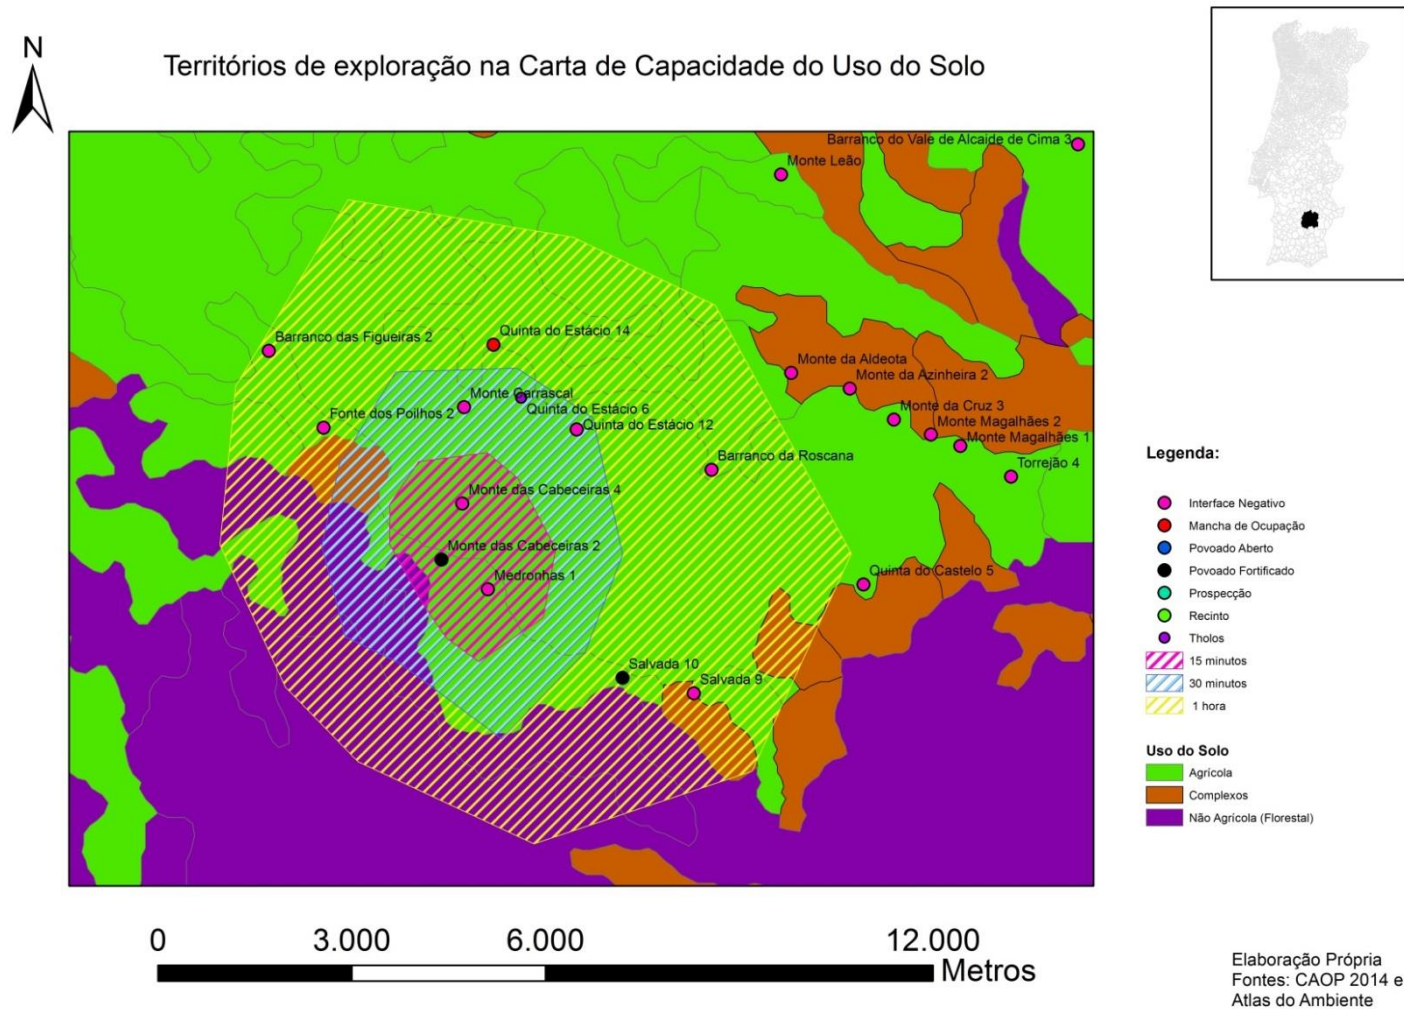 N
Territórios de exploração na Carta de Capacidade do Uso do Solo
Barranco do Vale de Alcaide de Cima 3
Monte Leão
Barranco das Figueiras 2
Quinta do Estácio 14
Monte da Aldeota
Monte da Azinheira 2
Monte Carrascal
Quinta do Estácio 6
Fonte dos Poilhos 2
Quinta do Estácio 12
Monte da Cruz 3
Monte Magalhães 2
Monte Magalhães 1
Barranco da Roscana
Torrejão 4
Monte das Cabeceiras 4
Monte das Cabeceiras 2
Medronhas 1
Quinta do Castelo 5
Salvada 10
Salvada 9
Legenda:
Interface Negativo
Mancha de Ocupação
Povoado Aberto
Povoado Fortificado
Prospecção
Recinto
Tholos
15 minutos
30 minutos
1 hora
Uso do Solo
Agrícola
Complexos
Não Agrícola (Florestal)
0 3.000 6.000 12.000
Metros
Elaboração Própria
Fontes: CAOP 2014 e
Atlas do Ambiente